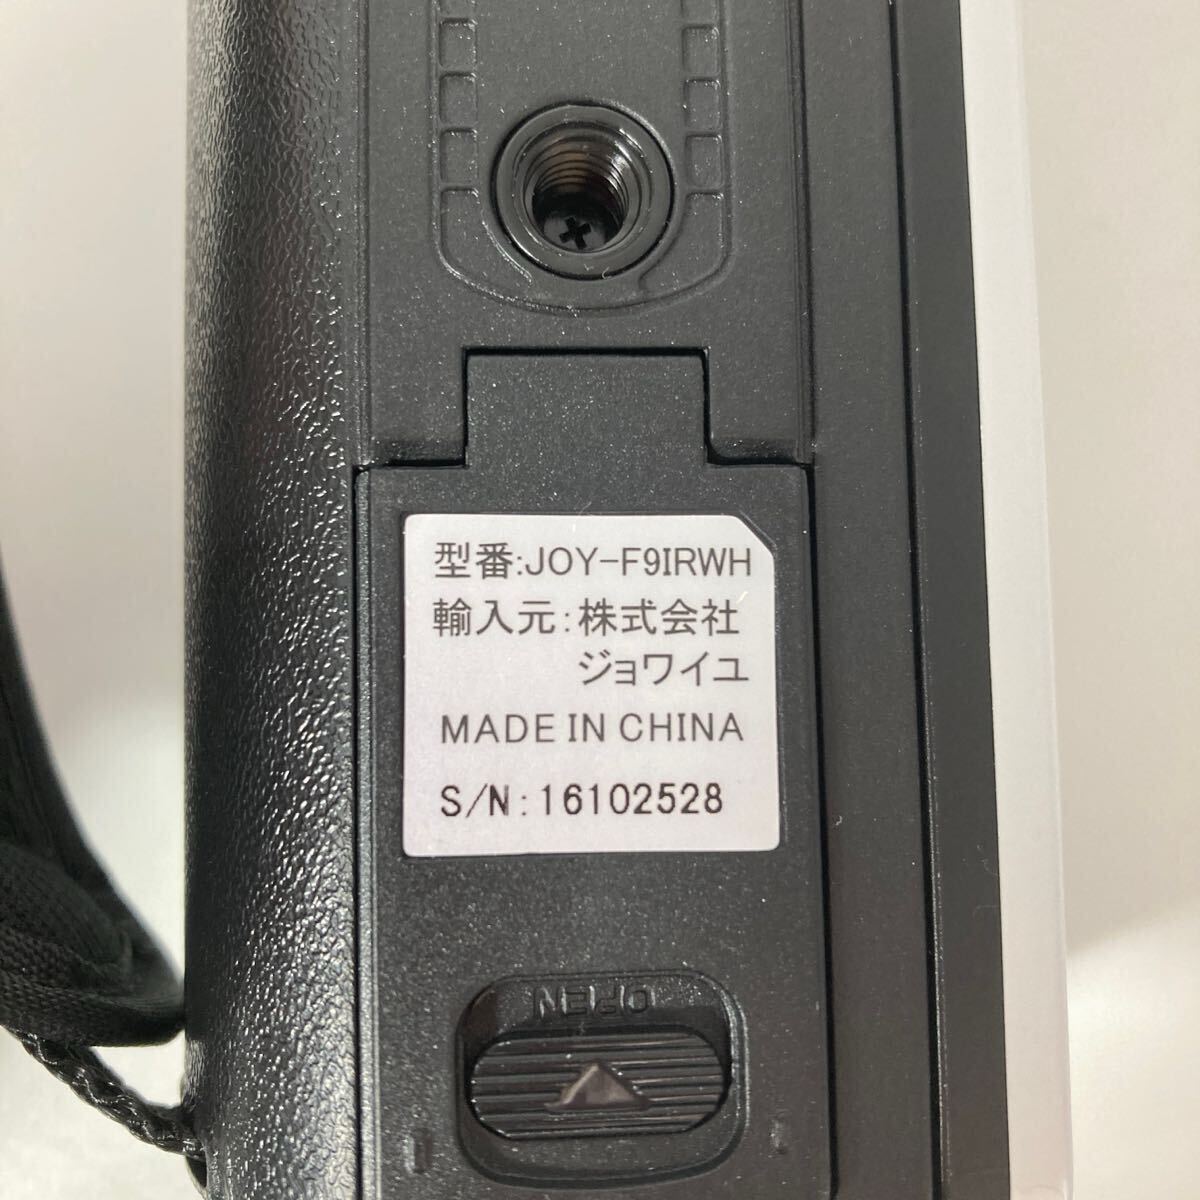 型番:JOY-F9IRWH
輸入元:株式会社
ジョワイユ
MADE IN CHINA
S/N:16102528
OPEN